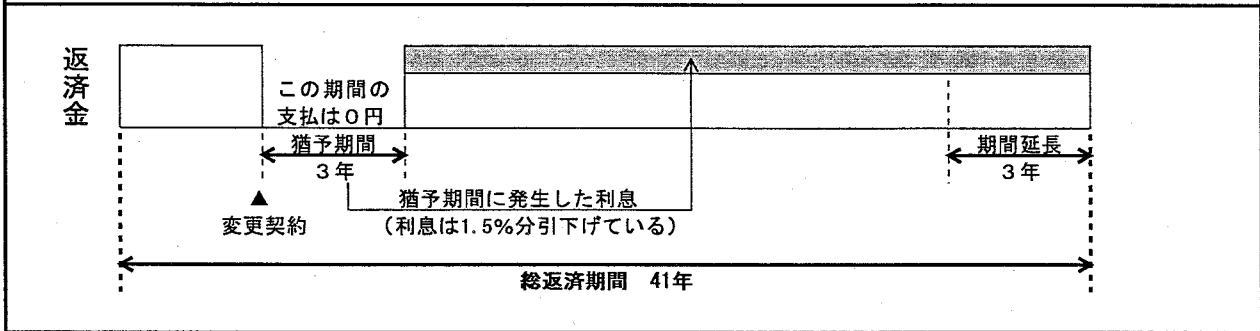 返済金
この期間の
支払は０円
猶予期間
３年
期間延長
３年
▲
変更契約
猶予期間に発生した利息
（利息は1.5%分引下げている）
総返済期間　41年